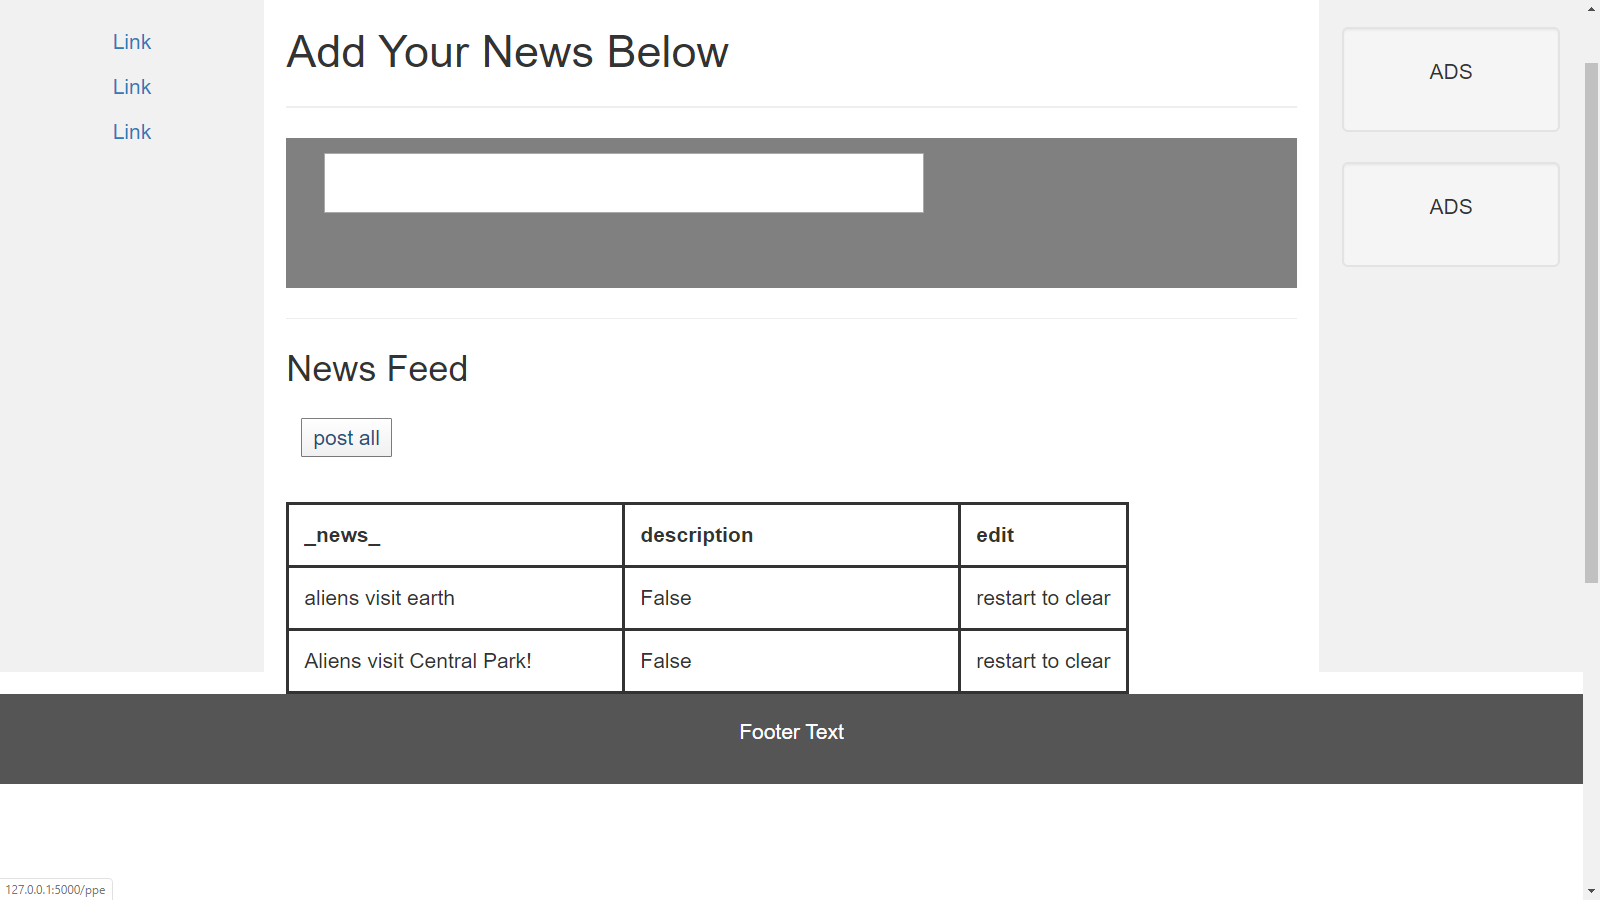 Link
Link
Link
Add Your News Below
News Feed
post all
_news_ description edit
aliens visit earth False restart to clear
Aliens visit Central Park! False restart to clear
ADS
ADS
Footer Text
127.0.0.1:5000/ppe